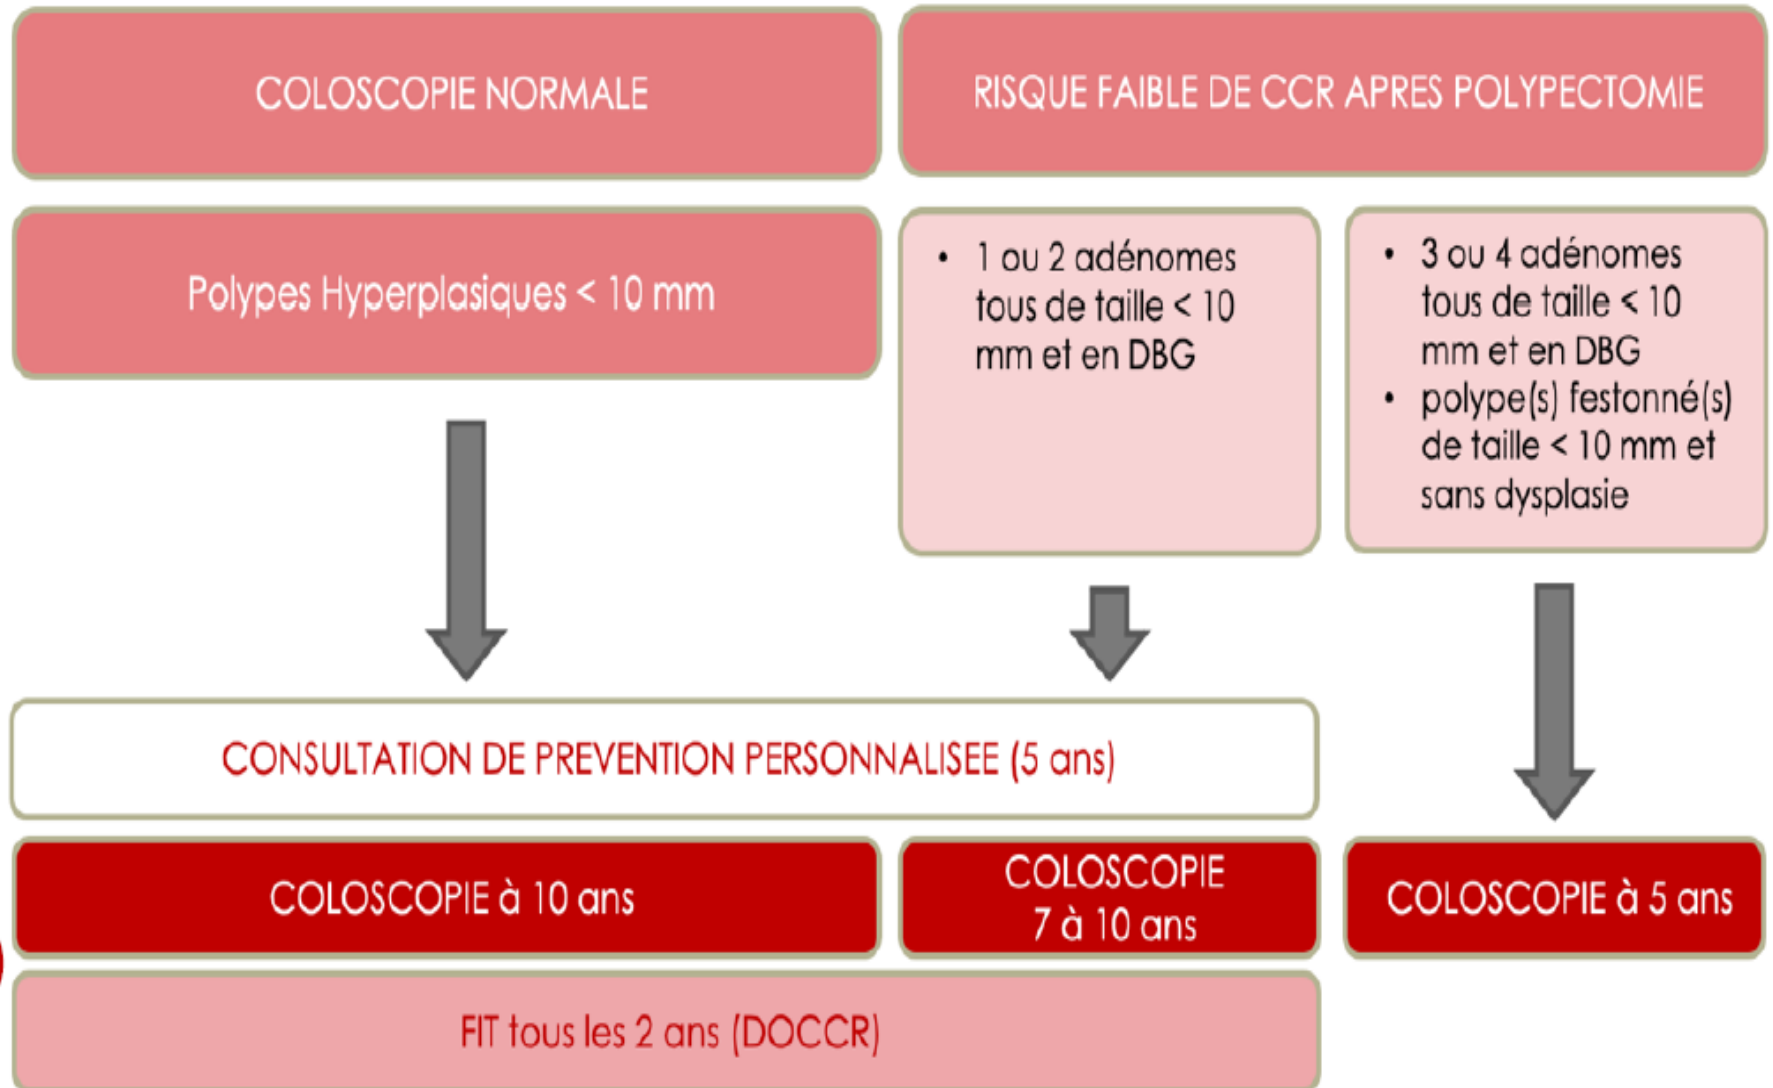 COLOSCOPIE NORMALE
RISQUE FAIBLE DE CCR APRES POLYPECTOMIE
Polypes Hyperplasiques < 10 mm
• 1 ou 2 adénomes
tous de taille < 10
mm et en DBG
• 3 ou 4 adénomes
tous de taille < 10
mm et en DBG
• polype(s) festonné(s)
de taille < 10 mm et
sans dysplasie
CONSULTATION DE PREVENTION PERSONNALISEE (5 ans)
COLOSCOPIE à 10 ans
COLOSCOPIE
7 à 10 ans
COLOSCOPIE à 5 ans
FIT tous les 2 ans (DOCCR)